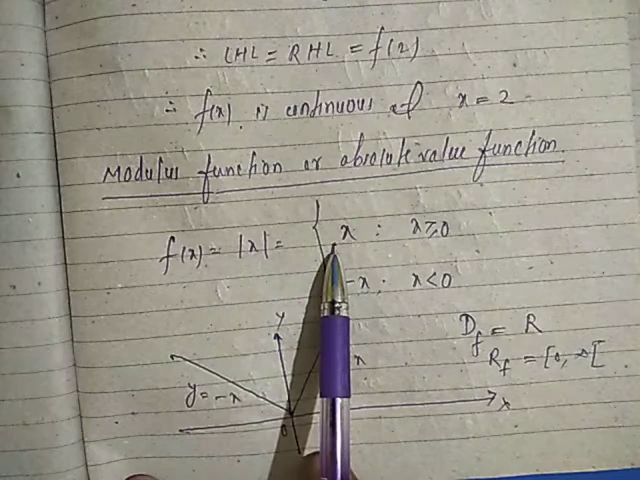 ∴ LHL = RHL = f(2)
∴ f(x) is continuous at x = 2
Modulus function or absolute value function.
f(x) = |x| = { x : x ≥ 0
-x ; x < 0
D_f = R
R_f = [0, ∞[
y
x
y = -x
x
0